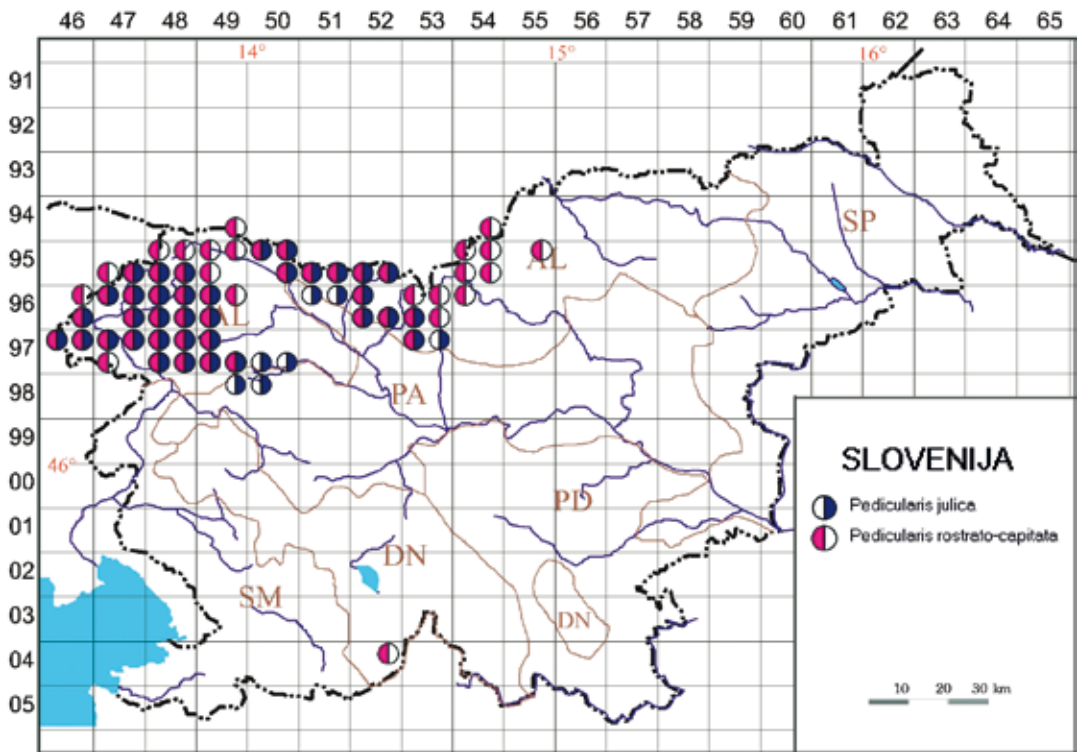 46 47 48 49 50 51 52 53 54 55 56 57 58 59 60 61 62 63 64 65
14° 15° 16°
91
92
93
94
SP
95
AL
96
AL
97
PA
98
99
SLOVENIJA
46°
00
PD
Pedicularis julica
01
Pedicularis rostrato-capitata
02
DN
SM
03
DN
04
10 20 30 km
05